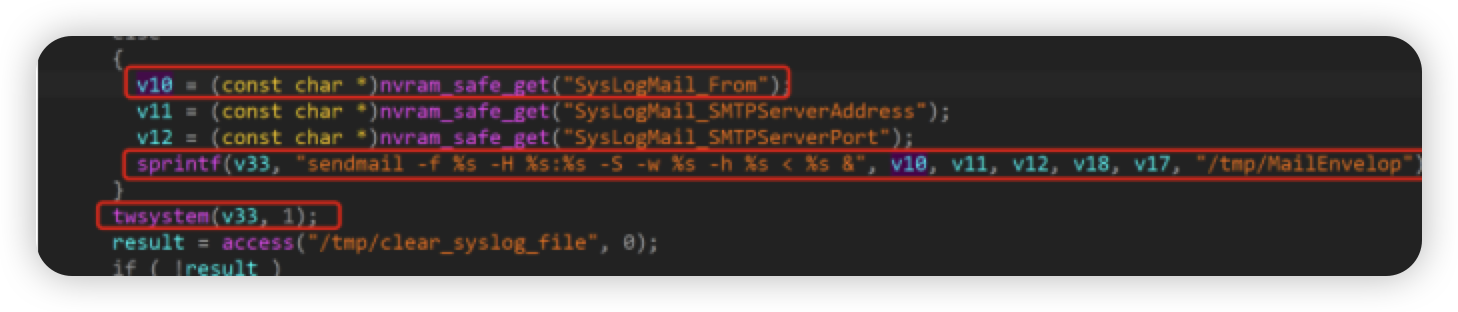 else
{
v10 = (const char *)nvram_safe_get("SysLogMail_From");
v11 = (const char *)nvram_safe_get("SysLogMail_SMTPServerAddress");
v12 = (const char *)nvram_safe_get("SysLogMail_SMTPServerPort");
sprintf(v33, "sendmail -f %s -H %s:%s -S -w %s -h %s < %s &", v10, v11, v12, v18, v17, "/tmp/MailEnvelop")
}
twsystem(v33, 1);
result = access("/tmp/clear_syslog_file", 0);
if ( !result )